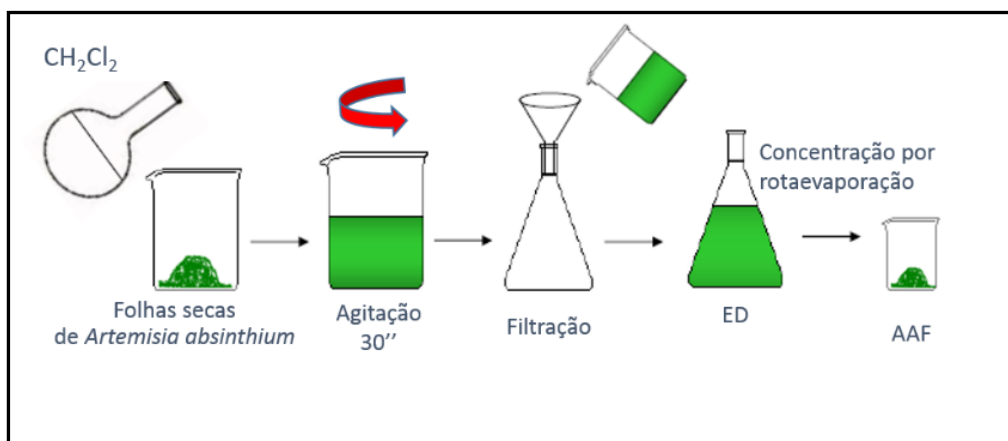 CH₂Cl₂
Folhas secas
de Artemisia absinthium
Agitação
30’’
Filtração
ED
Concentração por
rotaevaporação
AAF